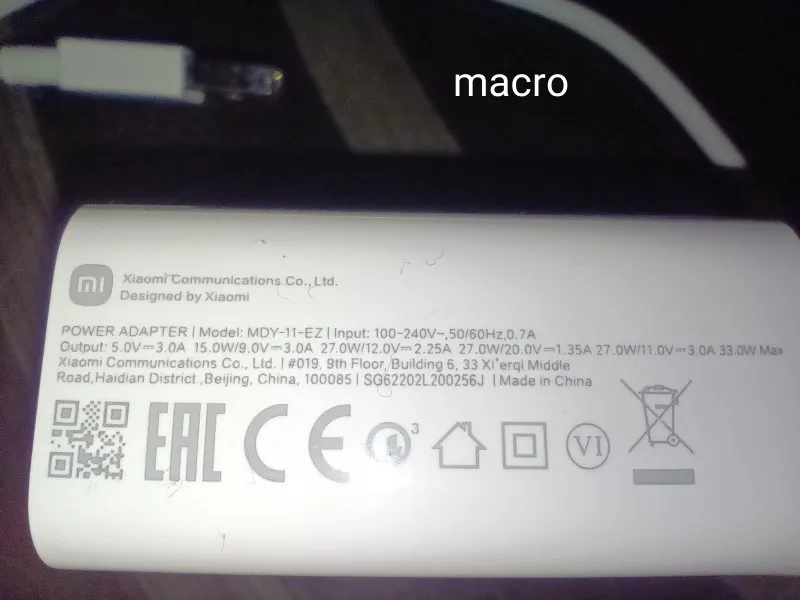 macro
mi
Xiaomi Communications Co., Ltd.
Designed by Xiaomi
POWER ADAPTER | Model: MDY-11-EZ | Input: 100-240V~,50/60Hz,0.7A
Output: 5.0V⎓3.0A 15.0W/9.0V⎓3.0A 27.0W/12.0V⎓2.25A 27.0W/20.0V⎓1.35A 27.0W/11.0V⎓3.0A 33.0W Max
Xiaomi Communications Co., Ltd. | #019, 9th Floor, Building 6, 33 Xi'erqi Middle
Road,Haidian District ,Beijing, China, 100085 | SG62202L200256J | Made in China
EAC CE 3 VI